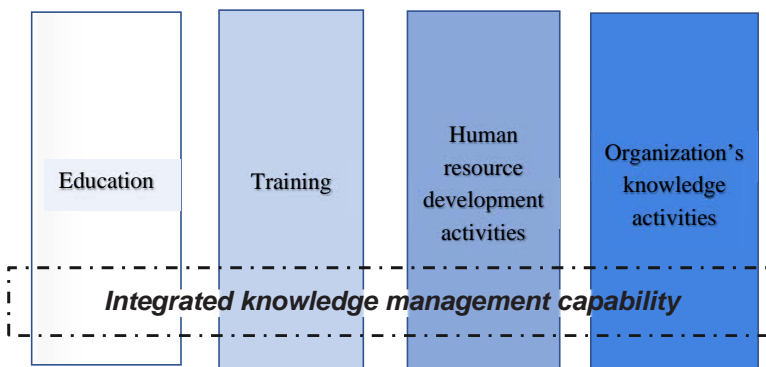 Education
Training
Human
resource
development
activities
Organization’s
knowledge
activities
Integrated knowledge management capability